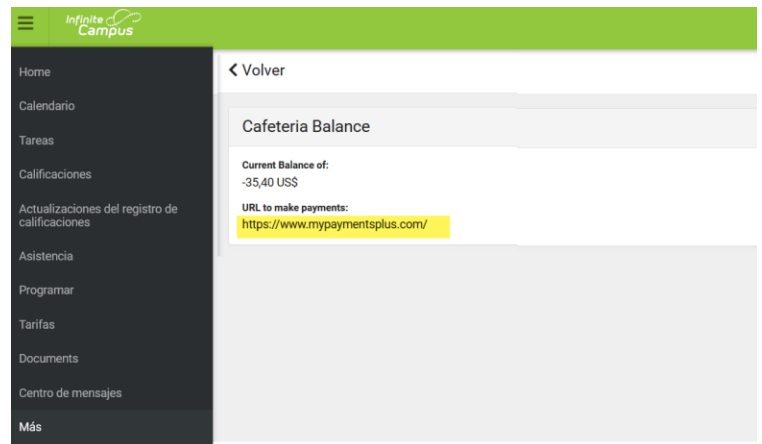 Infinite
Campus
Home
Calendario
Tareas
Calificaciones
Actualizaciones del registro de
calificaciones
Asistencia
Programar
Tarifas
Documents
Centro de mensajes
Más
Volver
Cafeteria Balance
Current Balance of:
-35,40 US$
URL to make payments:
https://www.mypaymentsplus.com/